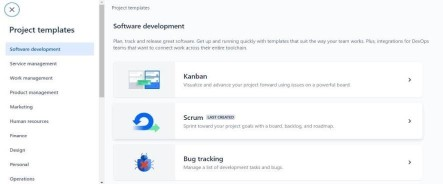 Project templates
Software development
Service management
Work management
Product management
Marketing
Human resources
Finance
Design
Personal
Operations
Project templates
Software development
Plan, track and release great software. Get up and running quickly with templates that suit the way your team works. Plus, integrations for DevOps
teams that want to connect work across their entire toolchain.
Kanban
Visualize and advance your project forward using issues on a powerful board.
Scrum LAST CREATED
Sprint toward your project goals with a board, backlog, and roadmap.
Bug tracking
Manage a list of development tasks and bugs.